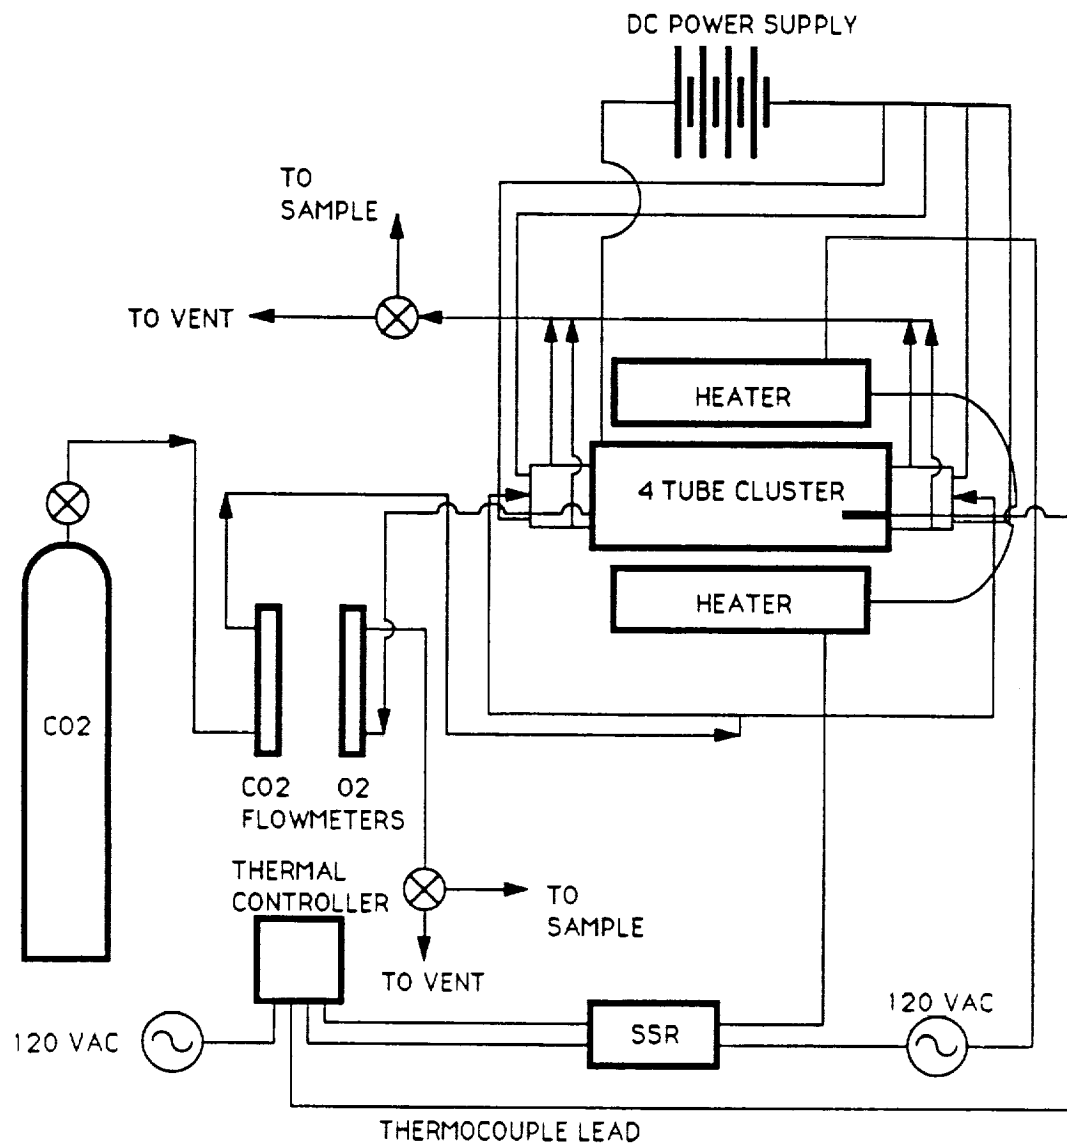 DC POWER SUPPLY
TO
SAMPLE
TO VENT
HEATER
4 TUBE CLUSTER
HEATER
CO2
CO2 O2
FLOWMETERS
THERMAL
CONTROLLER
TO
SAMPLE
TO VENT
120 VAC
SSR
120 VAC
THERMOCOUPLE LEAD